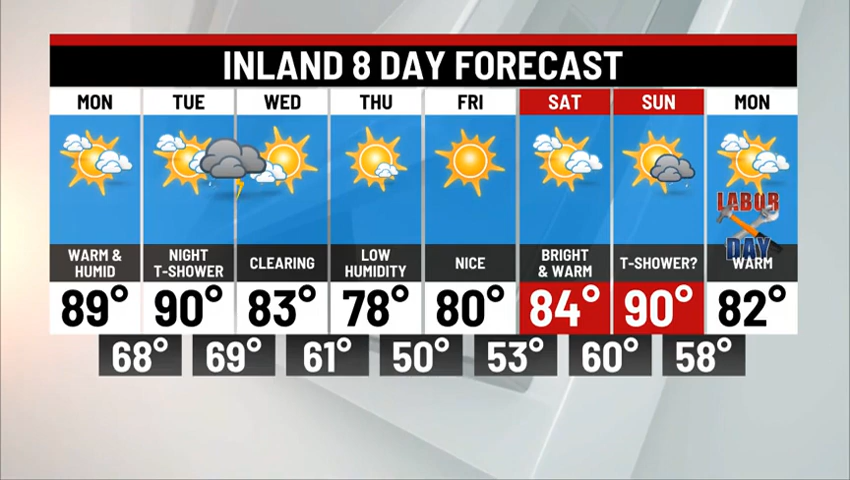 INLAND 8 DAY FORECAST
MON TUE WED THU FRI SAT SUN MON
LABOR
DAY
WARM &
HUMID
NIGHT
T-SHOWER
CLEARING
LOW
HUMIDITY
NICE
BRIGHT
& WARM
T-SHOWER?
WARM
89° 90° 83° 78° 80° 84° 90° 82°
68° 69° 61° 50° 53° 60° 58°